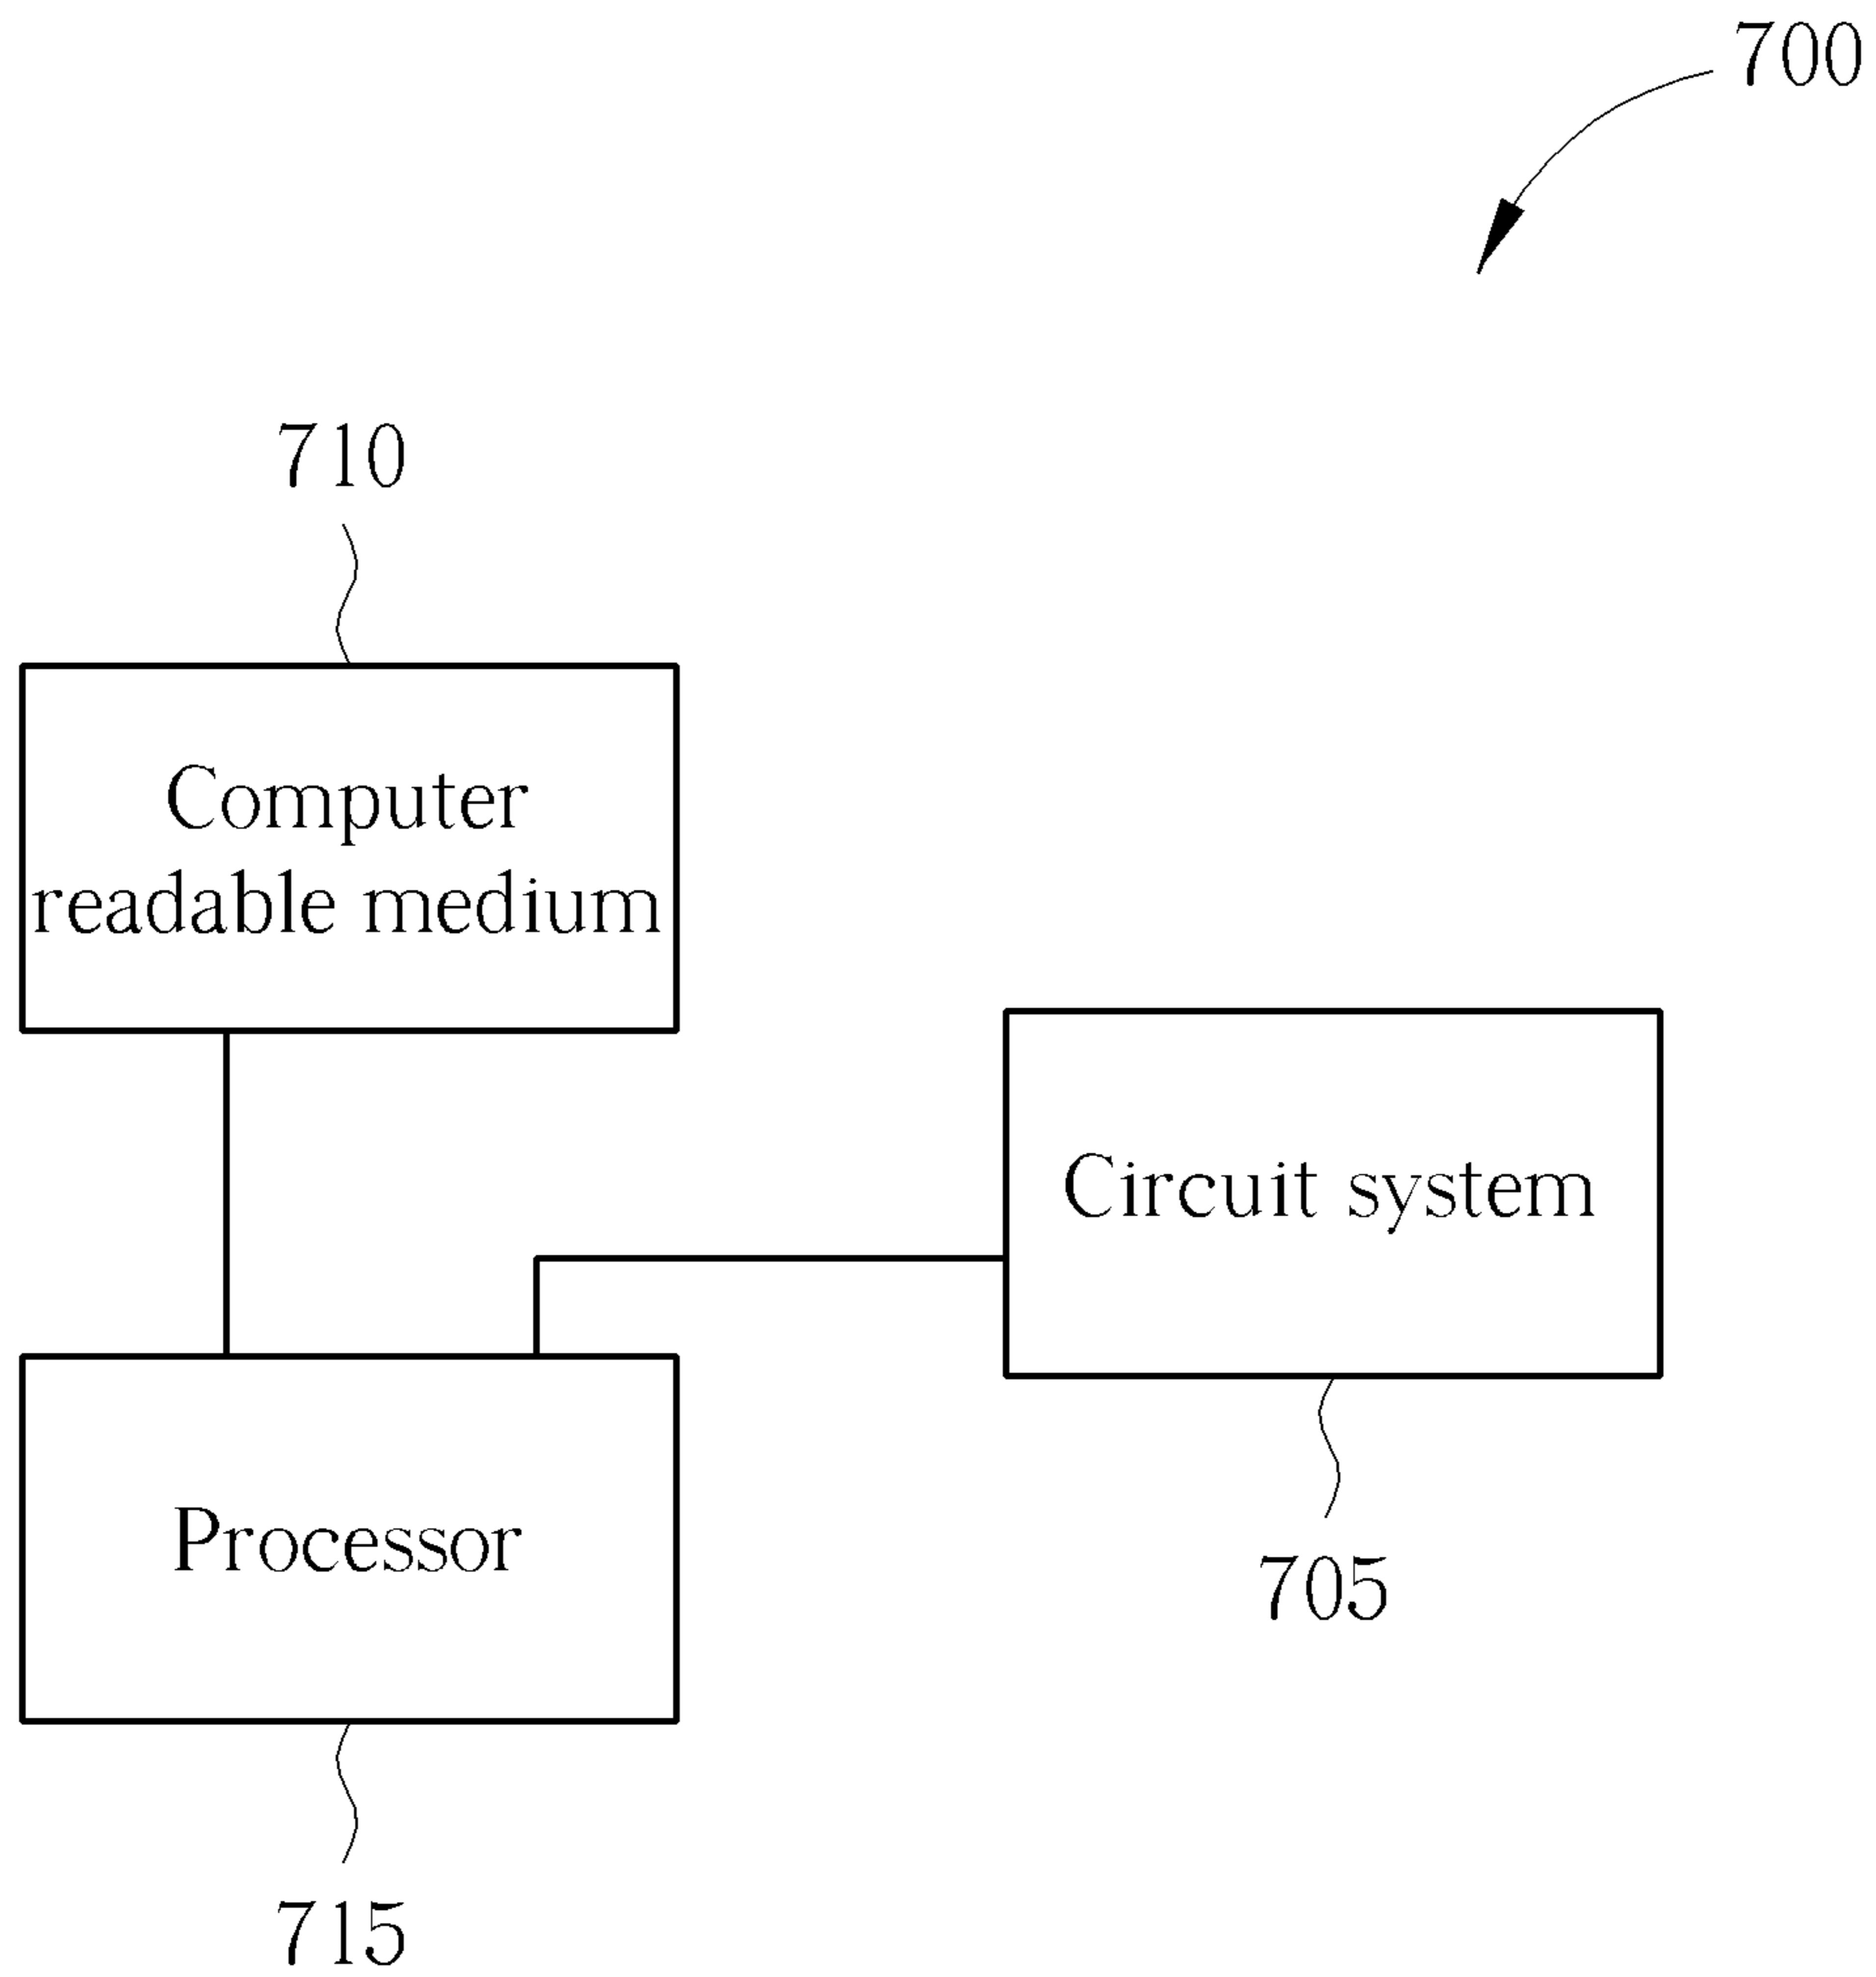 700
710
Computer
readable medium
Circuit system
Processor
705
715